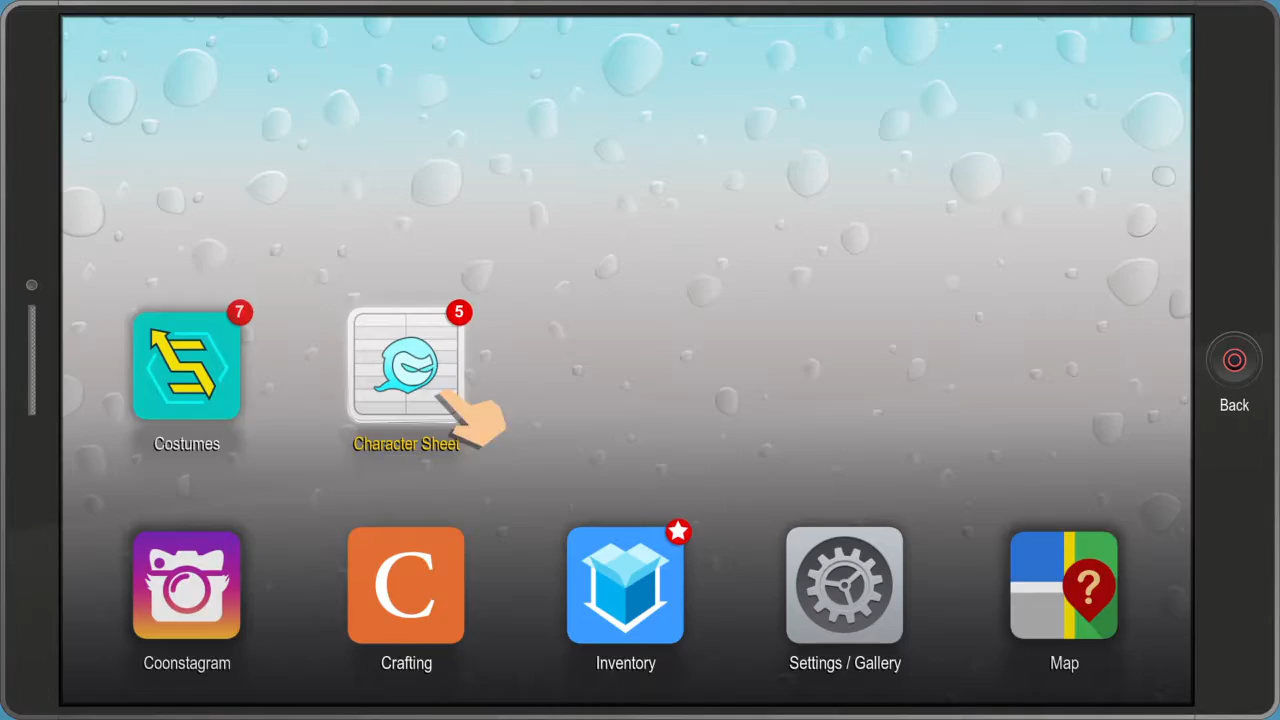 7
5
Costumes
Character Sheet
Back
C
?
Coonstagram
Crafting
Inventory
Settings / Gallery
Map